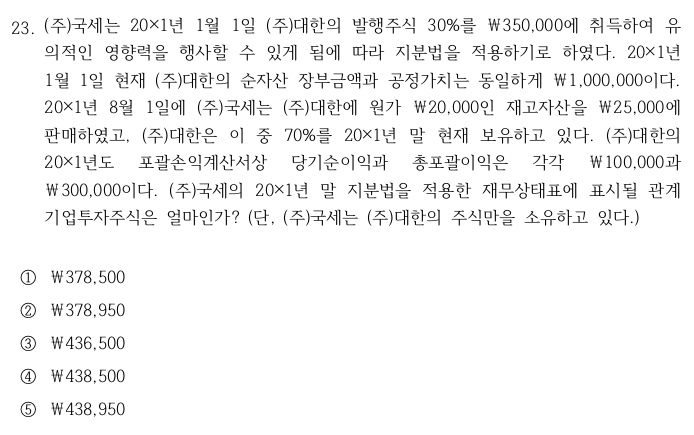 23. (주)국세는 20×1년 1월 1일 (주)대한의 발행주식 30%를 ₩350,000에 취득하여 유
의적인 영향력을 행사할 수 있게 됨에 따라 지분법을 적용하기로 하였다. 20×1년
1월 1일 현재 (주)대한의 순자산 장부금액과 공정가치는 동일하게 ₩1,000,000이다.
20×1년 8월 1일에 (주)국세는 (주)대한에 원가 ₩20,000인 재고자산을 ₩25,000에
판매하였고, (주)대한은 이 중 70%를 20×1년 말 현재 보유하고 있다. (주)대한의
20×1년도 포괄손익계산서상 당기순이익과 총포괄이익은 각각 ₩100,000과
₩300,000이다. (주)국세의 20×1년 말 지분법을 적용한 재무상태표에 표시될 관계
기업투자주식은 얼마인가? (단, (주)국세는 (주)대한의 주식만을 소유하고 있다.)
① ₩378,500
② ₩378,950
③ ₩436,500
④ ₩438,500
⑤ ₩438,950